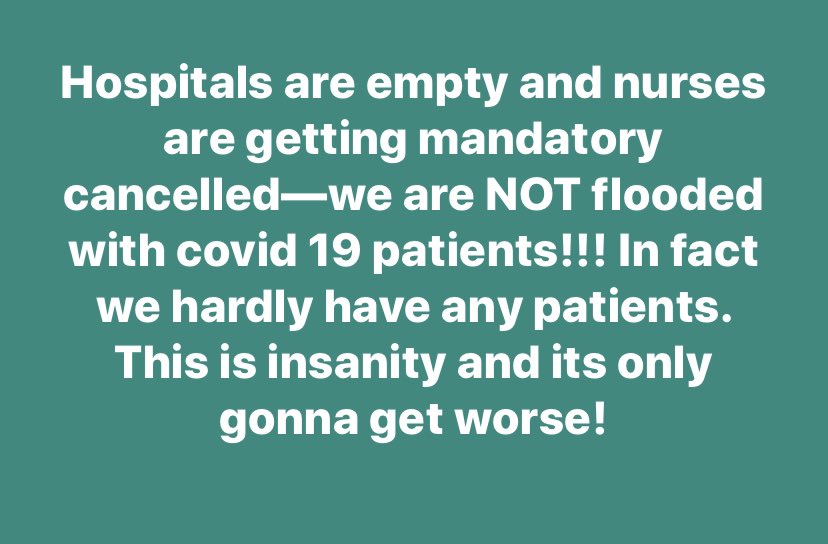 Hospitals are empty and nurses
are getting mandatory
cancelled—we are NOT flooded
with covid 19 patients!!! In fact
we hardly have any patients.
This is insanity and its only
gonna get worse!